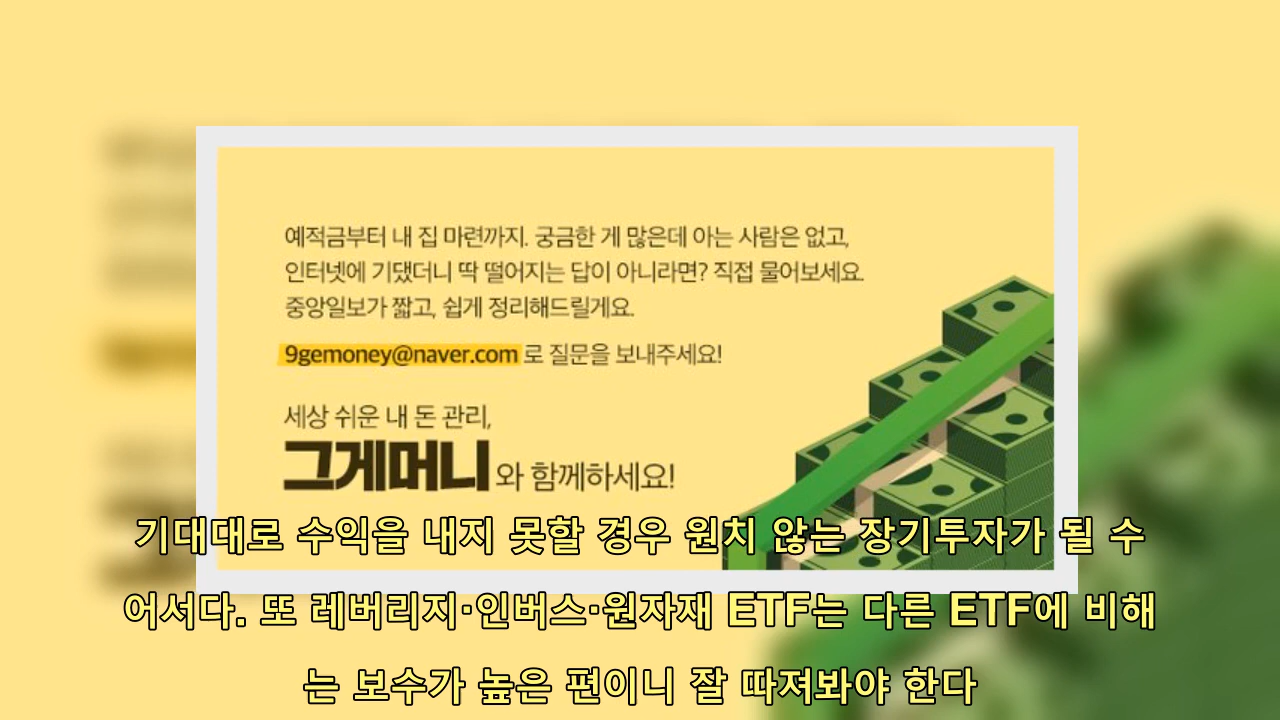 예적금부터 내 집 마련까지. 궁금한 게 많은데 아는 사람은 없고,
인터넷에 기댔더니 딱 떨어지는 답이 아니라면? 직접 물어보세요.
중앙일보가 짧고, 쉽게 정리해드릴게요.
9gemoney@naver.com 로 질문을 보내주세요!
세상 쉬운 내 돈 관리,
그게머니와 함께하세요!
기대대로 수익을 내지 못할 경우 원치 않는 장기투자가 될 수
어서다. 또 레버리지·인버스·원자재 ETF는 다른 ETF에 비해
는 보수가 높은 편이니 잘 따져봐야 한다